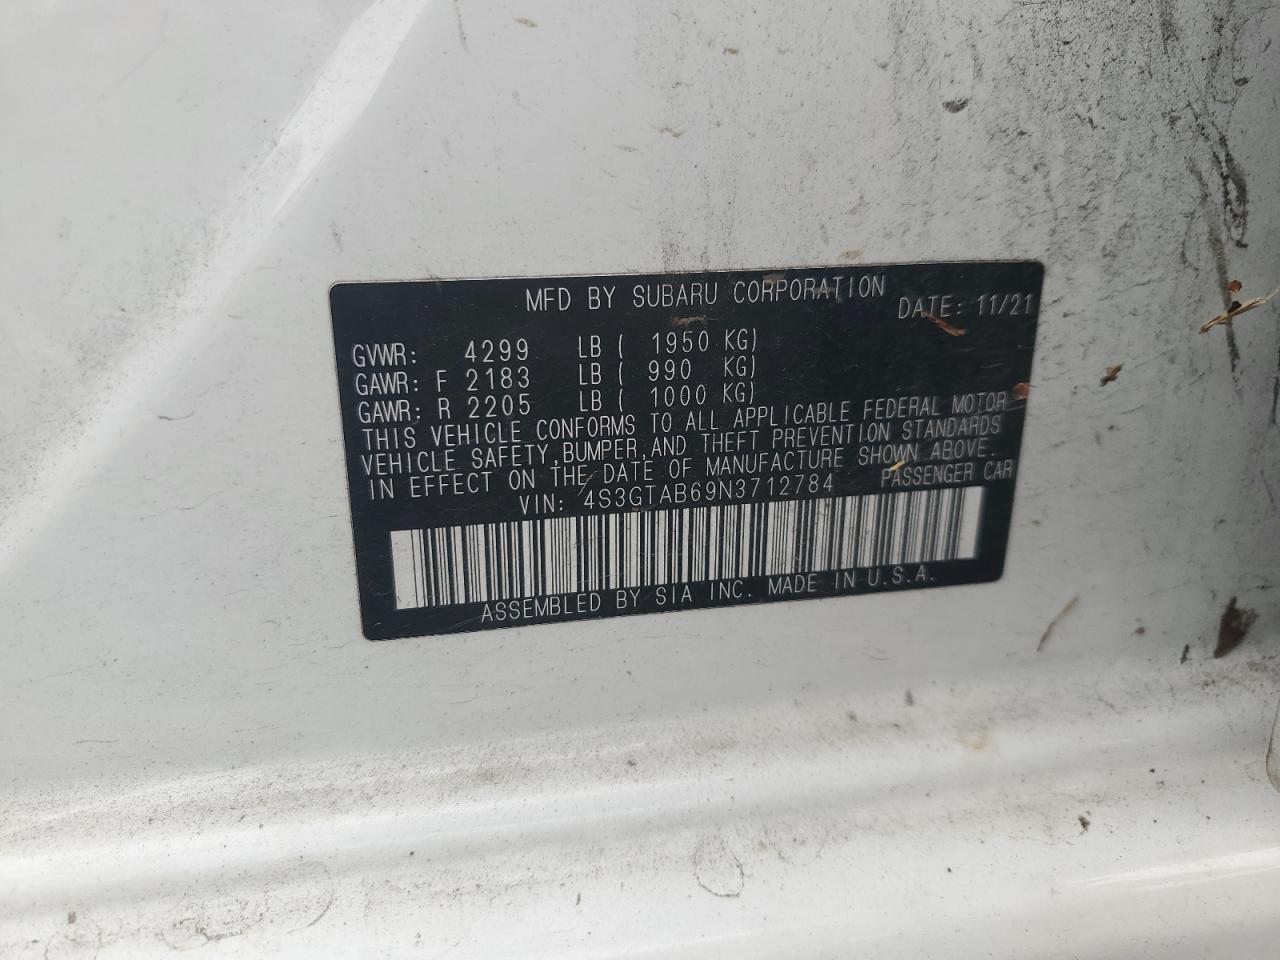 MFD BY SUBARU CORPORATION
DATE: 11/21
GVWR: 4299 LB ( 1950 KG)
GAWR: F 2183 LB ( 990 KG)
GAWR: R 2205 LB ( 1000 KG)
THIS VEHICLE CONFORMS TO ALL APPLICABLE FEDERAL MOTOR
VEHICLE SAFETY, BUMPER, AND THEFT PREVENTION STANDARDS
IN EFFECT ON THE DATE OF MANUFACTURE SHOWN ABOVE.
VIN: 4S3GTAB69N3712784 PASSENGER CAR
ASSEMBLED BY SIA INC. MADE IN U.S.A.